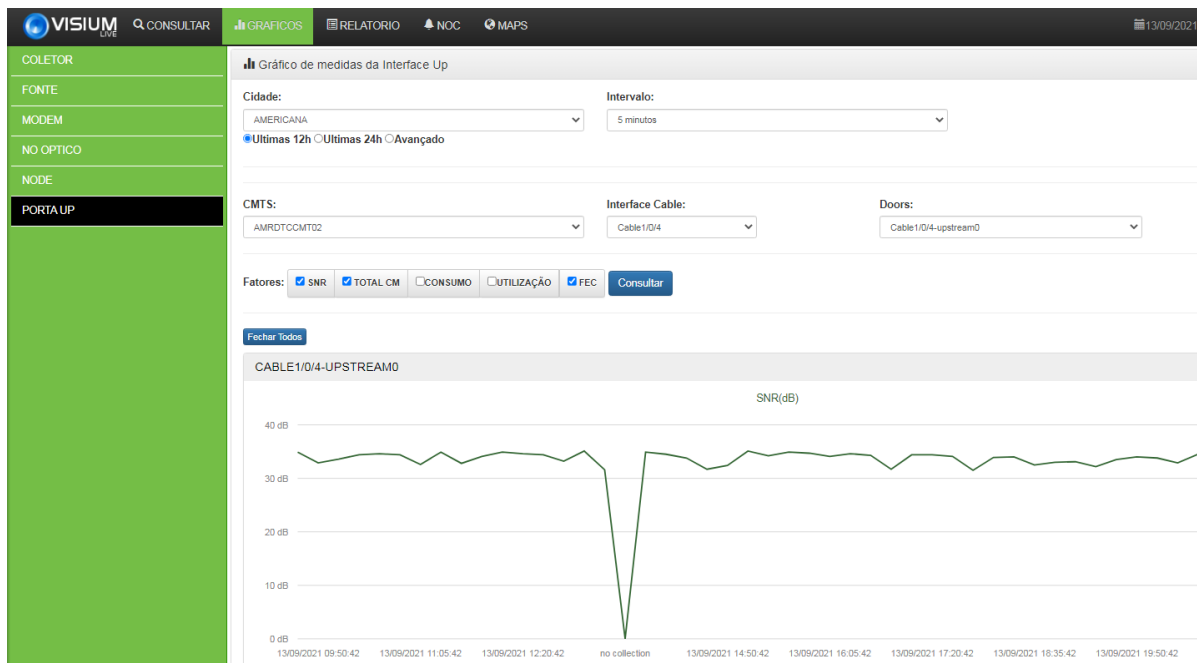 VISIUM LIVE CONSULTAR GRAFICOS RELATORIO NOC MAPS 13/09/2021
COLETOR
FONTE
MODEM
NO OPTICO
NODE
PORTA UP
Gráfico de medidas da Interface Up
Cidade: Intervalo:
AMERICANA 5 minutos
Ultimas 12h Ultimas 24h Avançado
CMTS: Interface Cable: Doors:
AMRDTCCMT02 Cable1/0/4 Cable1/0/4-upstream0
Fatores: SNR TOTAL CM CONSUMO UTILIZAÇÃO FEC Consultar
Fechar Todos
CABLE1/0/4-UPSTREAM0
SNR(dB)
40 dB
30 dB
20 dB
10 dB
0 dB
13/09/2021 09:50:42 13/09/2021 11:05:42 13/09/2021 12:20:42 no collection 13/09/2021 14:50:42 13/09/2021 16:05:42 13/09/2021 17:20:42 13/09/2021 18:35:42 13/09/2021 19:50:42